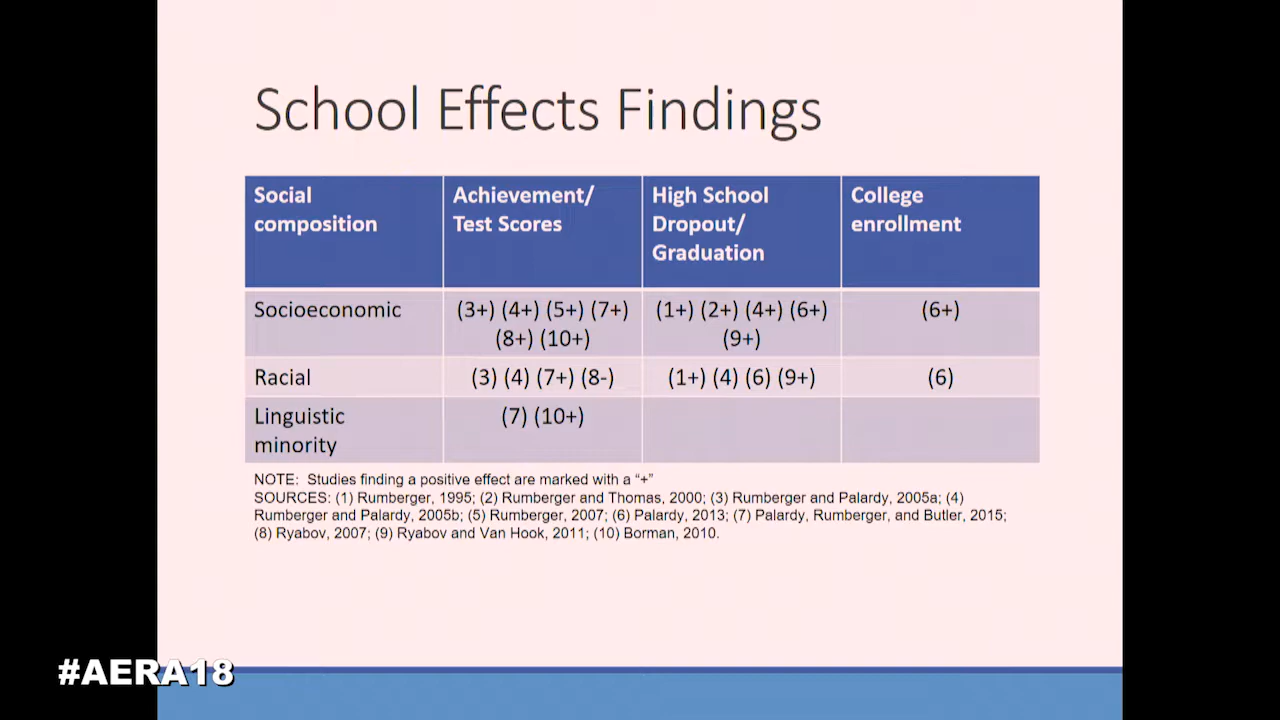 School Effects Findings
Social
composition
Achievement/
Test Scores
High School
Dropout/
Graduation
College
enrollment
Socioeconomic
(3+) (4+) (5+) (7+)
(8+) (10+)
(1+) (2+) (4+) (6+)
(9+)
(6+)
Racial
(3) (4) (7+) (8-)
(1+) (4) (6) (9+)
(6)
Linguistic
minority
(7) (10+)
NOTE: Studies finding a positive effect are marked with a “+”
SOURCES: (1) Rumberger, 1995; (2) Rumberger and Thomas, 2000; (3) Rumberger and Palardy, 2005a; (4)
Rumberger and Palardy, 2005b; (5) Rumberger, 2007; (6) Palardy, 2013; (7) Palardy, Rumberger, and Butler, 2015;
(8) Ryabov, 2007; (9) Ryabov and Van Hook, 2011; (10) Borman, 2010.
#AERA18